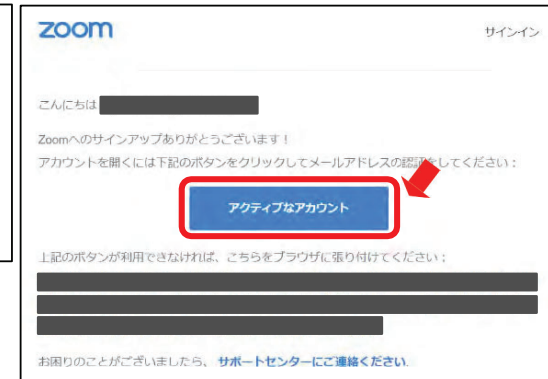 zoom
サインイン
こんにちは
Zoomへのサインアップありがとうございます！
アカウントを開くには下記のボタンをクリックしてメールアドレスの認証をしてください：
アクティブなアカウント
上記のボタンが利用できなければ、こちらをブラウザに張り付けてください：
お困りのことがございましたら、サポートセンターにご連絡ください.